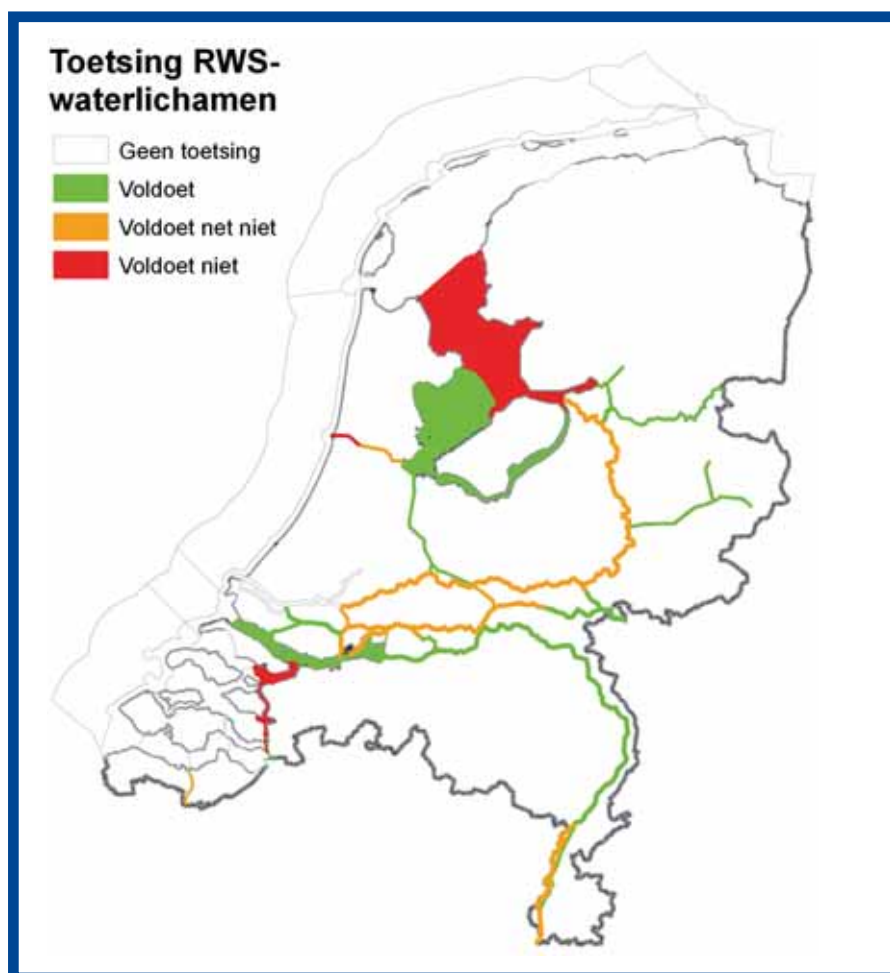 Toetsing RWS-
waterlichamen
Geen toetsing
Voldoet
Voldoet net niet
Voldoet niet